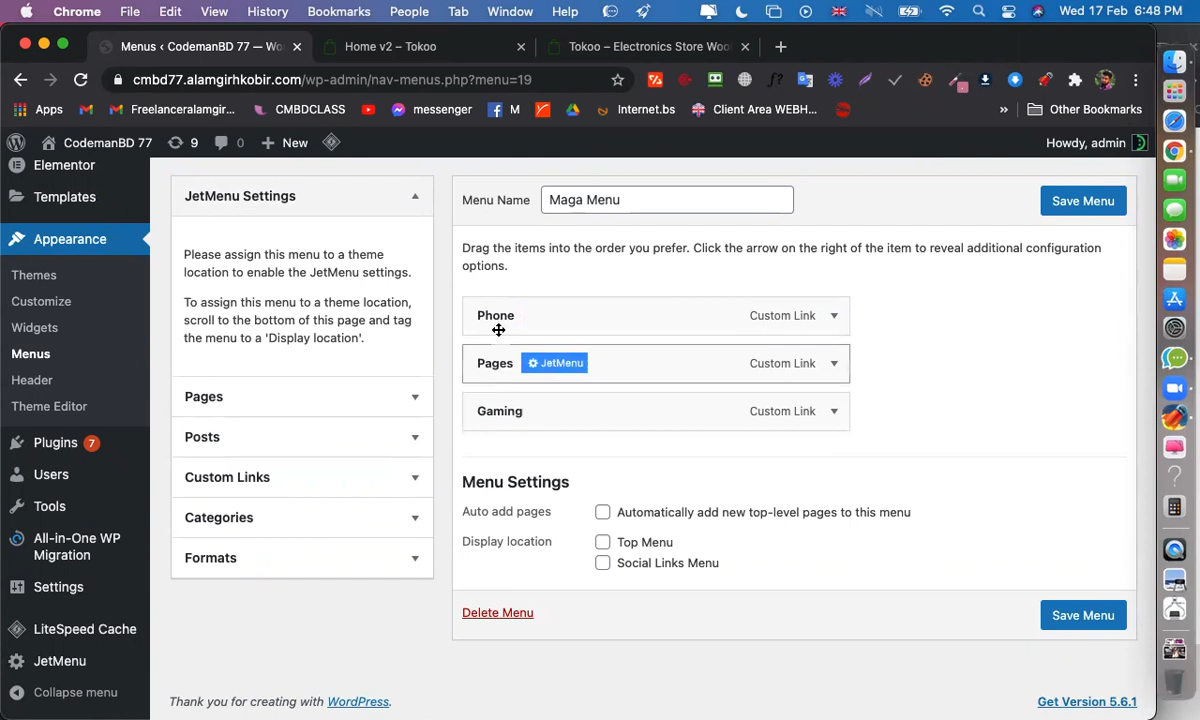 Chrome File Edit View History Bookmarks People Tab Window Help Wed 17 Feb 6:48 PM
Menus ‹ CodemanBD 77 — Wo Home v2 – Tokoo Tokoo – Electronics Store Woo
cmbd77.alamgirhkobir.com/wp-admin/nav-menus.php?menu=19
Apps Freelanceralamgir... CMBDCLASS messenger M Internet.bs Client Area WEBH... » Other Bookmarks
CodemanBD 77 9 0 New Howdy, admin
Elementor
Templates
Appearance
Themes
Customize
Widgets
Menus
Header
Theme Editor
Plugins 7
Users
Tools
All-in-One WP
Migration
Settings
LiteSpeed Cache
JetMenu
Collapse menu
JetMenu Settings
Please assign this menu to a theme
location to enable the JetMenu settings.
To assign this menu to a theme location,
scroll to the bottom of this page and tag
the menu to a 'Display location'.
Pages
Posts
Custom Links
Categories
Formats
Menu Name Maga Menu Save Menu
Drag the items into the order you prefer. Click the arrow on the right of the item to reveal additional configuration
options.
Phone Custom Link
Pages JetMenu Custom Link
Gaming Custom Link
Menu Settings
Auto add pages Automatically add new top-level pages to this menu
Display location Top Menu
Social Links Menu
Delete Menu Save Menu
Thank you for creating with WordPress. Get Version 5.6.1